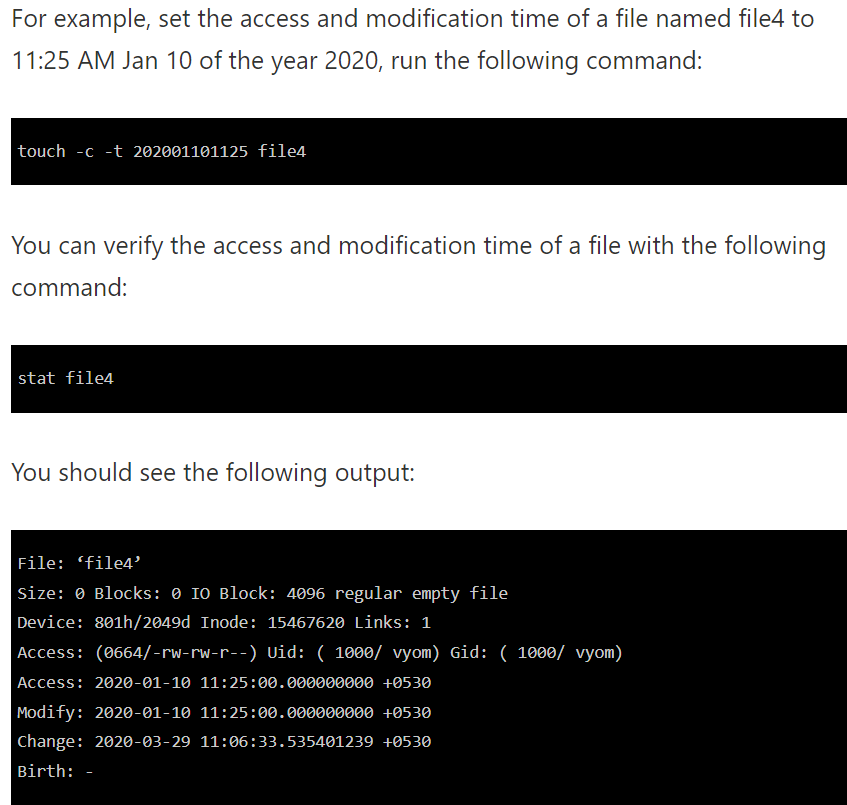 For example, set the access and modification time of a file named file4 to
11:25 AM Jan 10 of the year 2020, run the following command:
touch -c -t 202001101125 file4
You can verify the access and modification time of a file with the following
command:
stat file4
You should see the following output:
File: ‘file4’
Size: 0 Blocks: 0 IO Block: 4096 regular empty file
Device: 801h/2049d Inode: 15467620 Links: 1
Access: (0664/-rw-rw-r--) Uid: ( 1000/ vyom) Gid: ( 1000/ vyom)
Access: 2020-01-10 11:25:00.000000000 +0530
Modify: 2020-01-10 11:25:00.000000000 +0530
Change: 2020-03-29 11:06:33.535401239 +0530
Birth: -